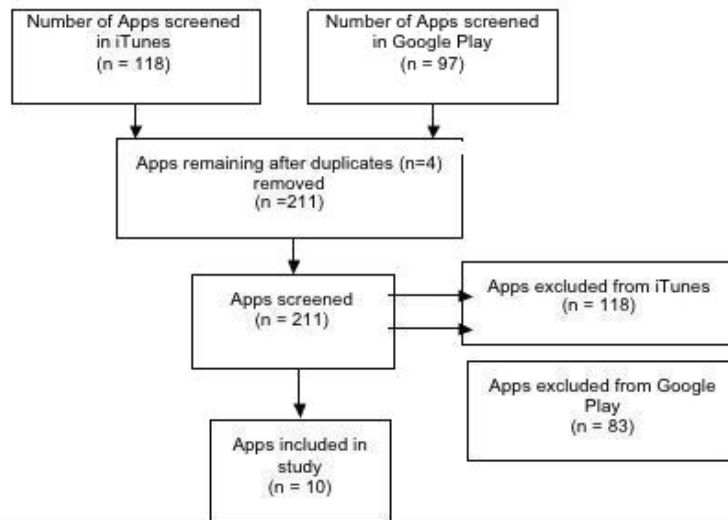 Number of Apps screened
in iTunes
(n = 118)
Number of Apps screened
in Google Play
(n = 97)
Apps remaining after duplicates (n=4)
removed
(n =211)
Apps screened
(n = 211)
Apps excluded from iTunes
(n = 118)
Apps excluded from Google
Play
(n = 83)
Apps included in
study
(n = 10)